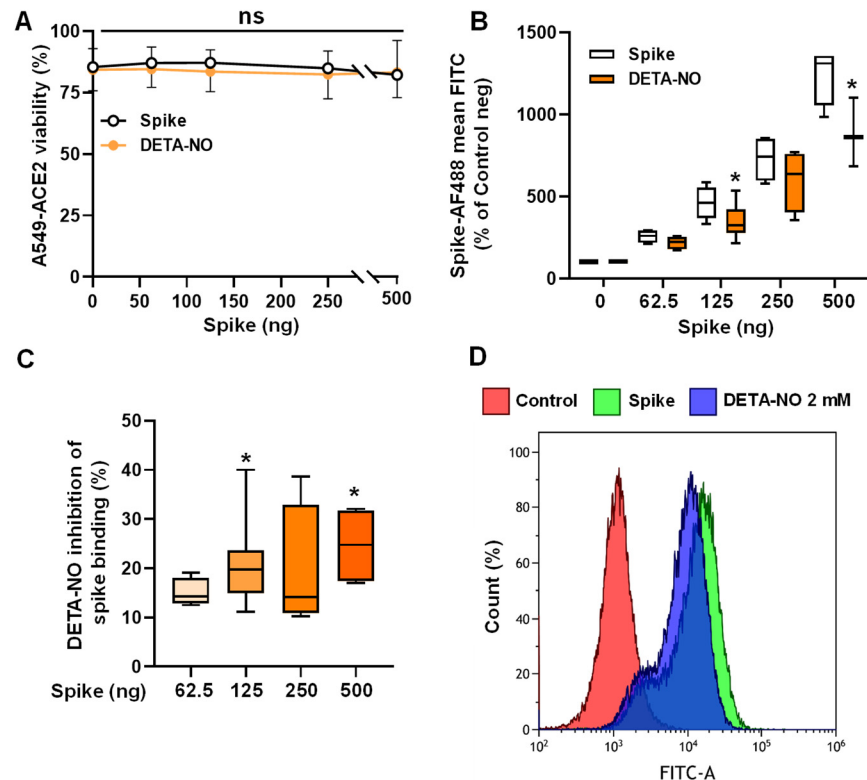 A
ns
A549-ACE2 viability (%)
100
75
50
25
0
Spike
DETA-NO
0 50 100 150 200 250 500
Spike (ng)
B
Spike-AF488 mean FITC
(% of Control neg)
1500
1000
500
0
Spike
DETA-NO
*
*
0 62.5 125 250 500
Spike (ng)
C
DETA-NO inhibition of
spike binding (%)
50
40
30
20
10
0
*
*
Spike (ng) 62.5 125 250 500
D
Control Spike DETA-NO 2 mM
Count (%)
100
80
60
40
20
0
10² 10³ 10⁴ 10⁵ 10⁶
FITC-A